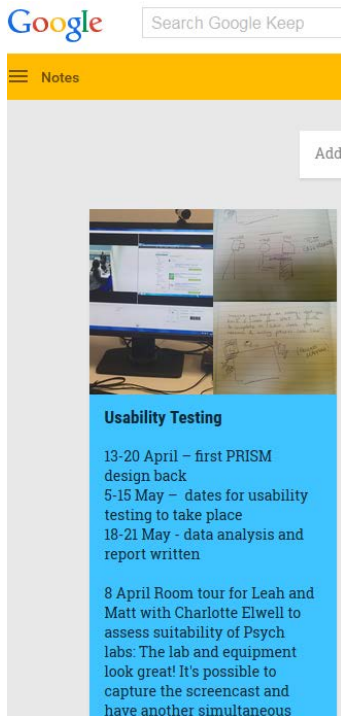 Google
Search Google Keep
Notes
Add
Usability Testing
13-20 April – first PRISM
design back
5-15 May – dates for usability
testing to take place
18-21 May - data analysis and
report written
8 April Room tour for Leah and
Matt with Charlotte Elwell to
assess suitability of Psych
labs: The lab and equipment
look great! It's possible to
capture the screencast and
have another simultaneous